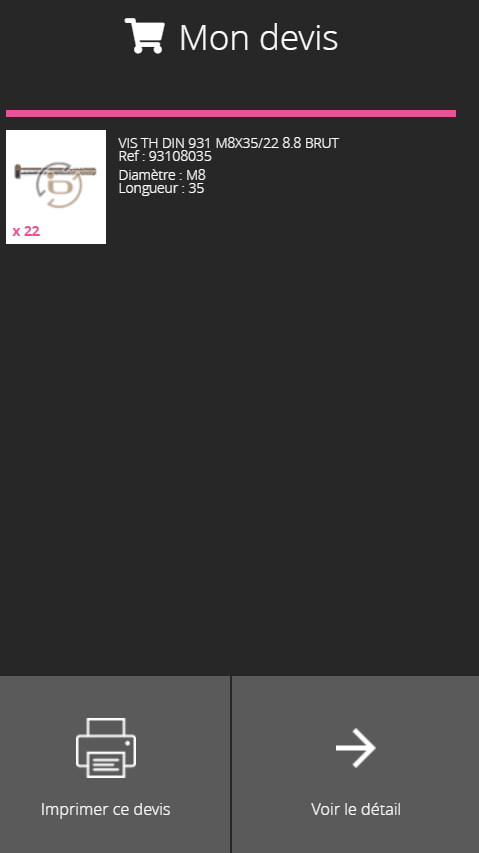 Mon devis
VIS TH DIN 931 M8X35/22 8.8 BRUT
Ref : 93108035
Diamètre : M8
Longueur : 35
x 22
Imprimer ce devis
Voir le détail